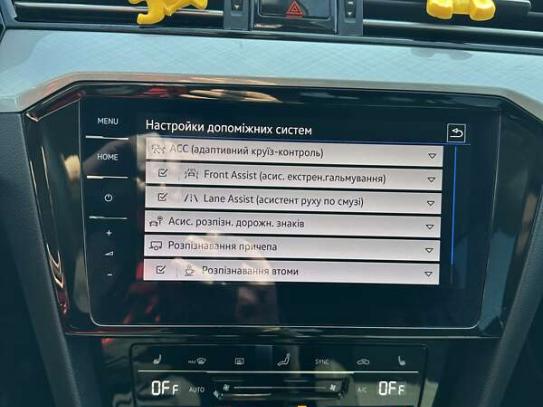 MENU
HOME
Настройки допоміжних систем
ACC (адаптивний круїз-контроль)
Front Assist (асис. екстрен.гальмування)
Lane Assist (асистент руху по смузі)
Асис. розпізн. дорожн. знаків
Розпізнавання причепа
Розпізнавання втоми
MAX
SYNC
OFF AUTO A/C OFF